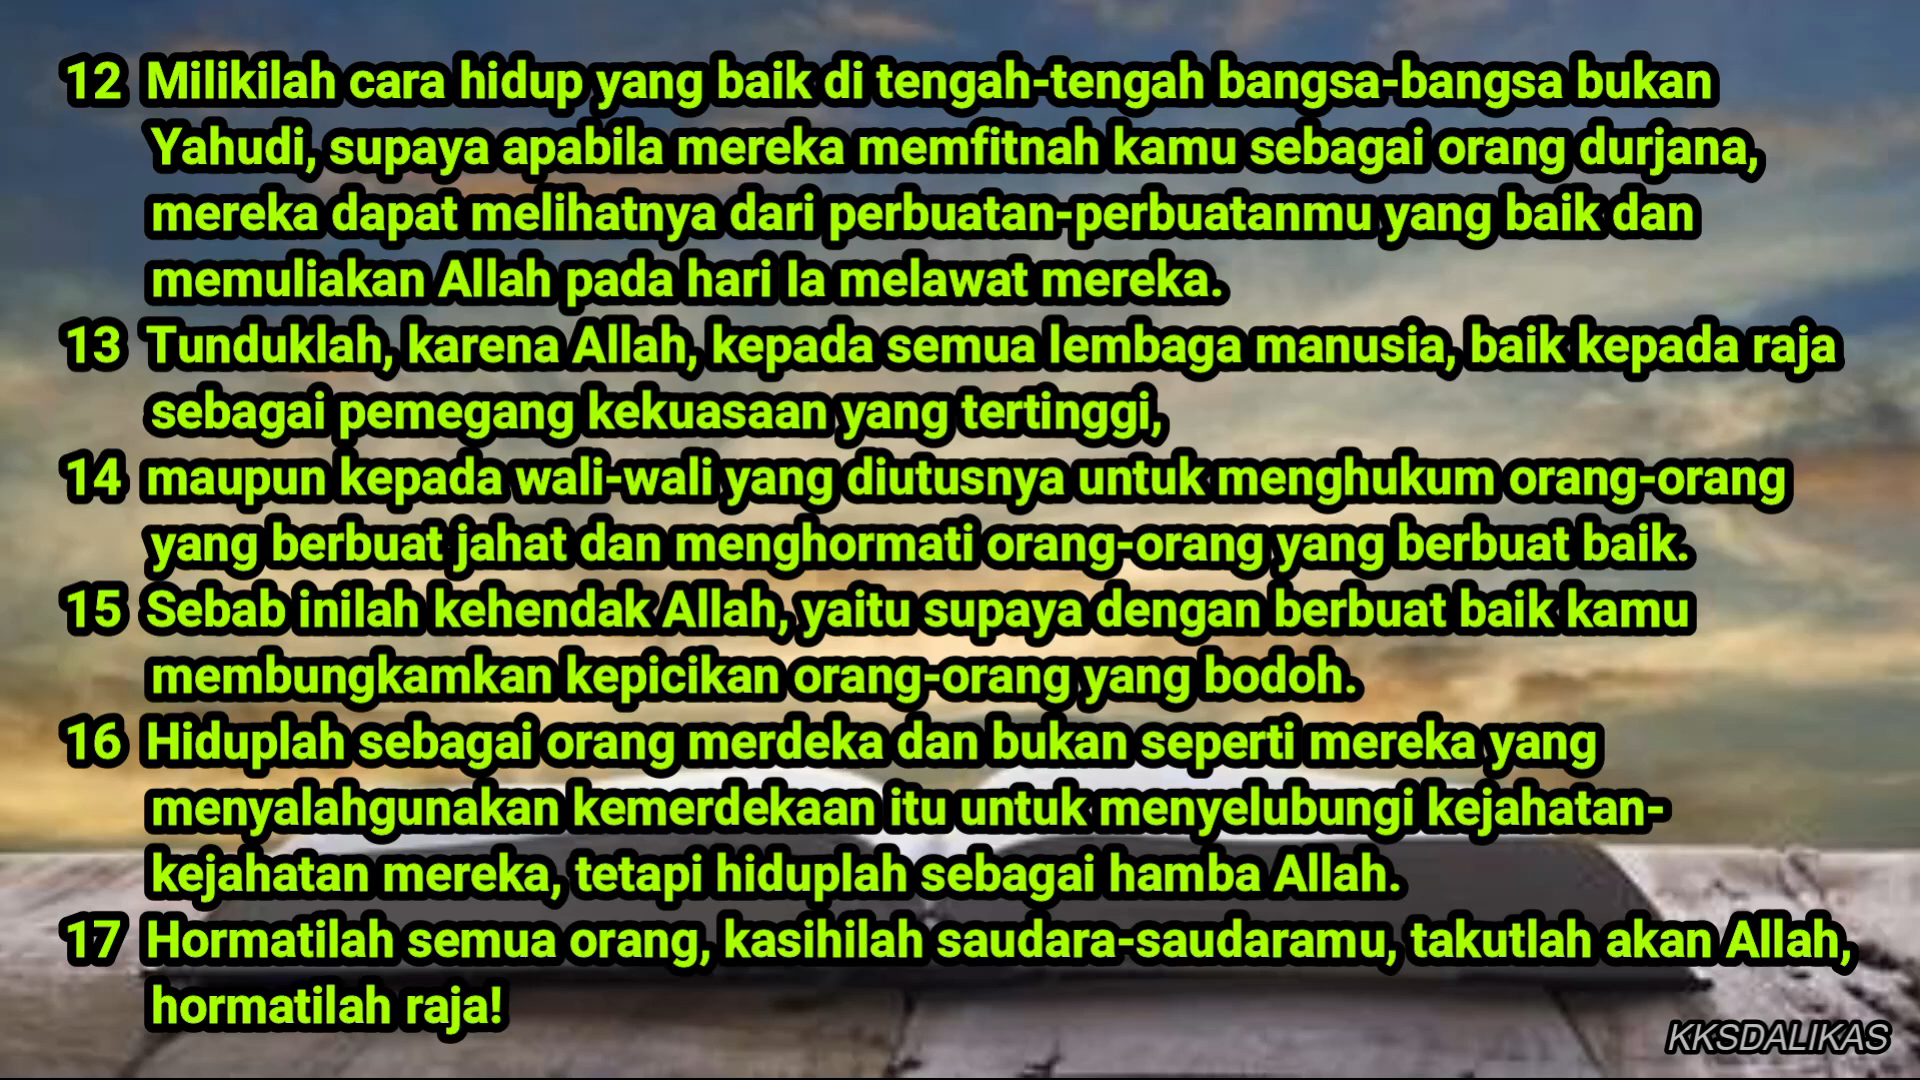 12 Milikilah cara hidup yang baik di tengah-tengah bangsa-bangsa bukan
Yahudi, supaya apabila mereka memfitnah kamu sebagai orang durjana,
mereka dapat melihatnya dari perbuatan-perbuatanmu yang baik dan
memuliakan Allah pada hari Ia melawat mereka.
13 Tunduklah, karena Allah, kepada semua lembaga manusia, baik kepada raja
sebagai pemegang kekuasaan yang tertinggi,
14 maupun kepada wali-wali yang diutusnya untuk menghukum orang-orang
yang berbuat jahat dan menghormati orang-orang yang berbuat baik.
15 Sebab inilah kehendak Allah, yaitu supaya dengan berbuat baik kamu
membungkamkan kepicikan orang-orang yang bodoh.
16 Hiduplah sebagai orang merdeka dan bukan seperti mereka yang
menyalahgunakan kemerdekaan itu untuk menyelubungi kejahatan-
kejahatan mereka, tetapi hiduplah sebagai hamba Allah.
17 Hormatilah semua orang, kasihilah saudara-saudaramu, takutlah akan Allah,
hormatilah raja!
KKSDALIKAS